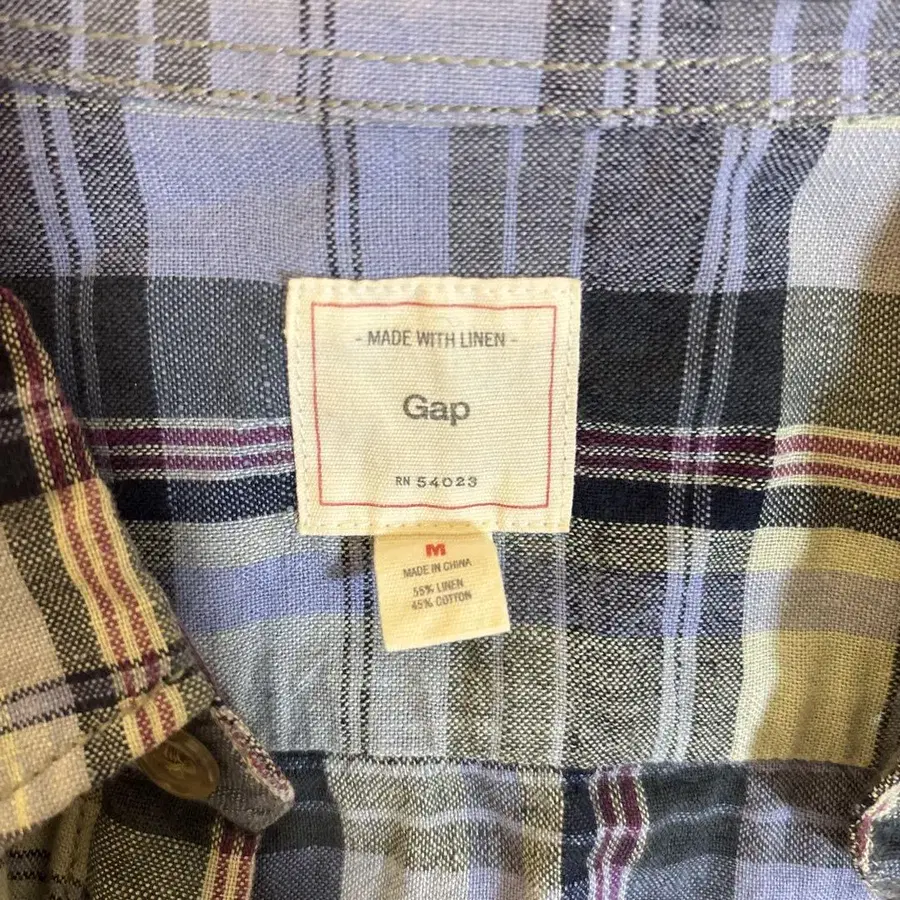 - MADE WITH LINEN -
Gap
RN 54023
M
MADE IN CHINA
55% LINEN
45% COTTON